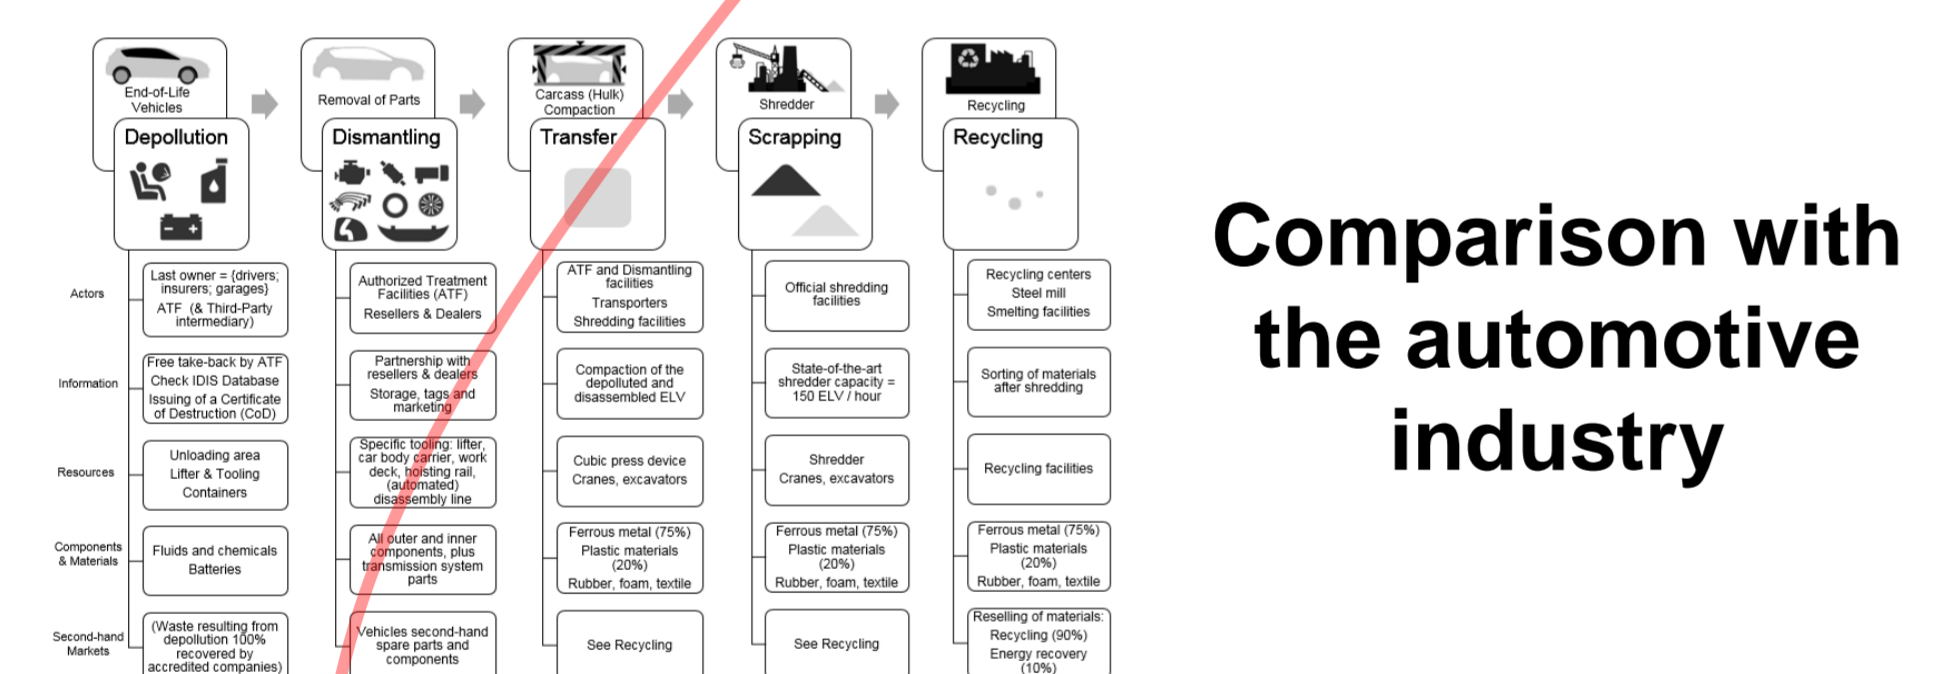 End-of-Life
Vehicles
Depollution
Removal of Parts
Dismantling
Carcass (Hulk)
Compaction
Transfer
Shredder
Scrapping
Recycling
Recycling
Comparison with
the automotive
industry
Actors
Last owner = {drivers;
insurers; garages}
ATF (& Third-Party
intermediary)
Authorized Treatment
Facilities (ATF)
Resellers & Dealers
ATF and Dismantling
facilities
Transporters
Shredding facilities
Official shredding
facilities
Recycling centers
Steel mill
Smelting facilities
Information
Free take-back by ATF
Check IDIS Database
Issuing of a Certificate
of Destruction (CoD)
Partnership with
resellers & dealers
Storage, tags and
marketing
Compaction of the
depolluted and
disassembled ELV
State-of-the-art
shredder capacity =
150 ELV / hour
Sorting of materials
after shredding
Resources
Unloading area
Lifter & Tooling
Containers
Specific tooling: lifter,
car body carrier, work
deck, hoisting rail,
(automated)
disassembly line
Cubic press device
Cranes, excavators
Shredder
Cranes, excavators
Recycling facilities
Components
& Materials
Fluids and chemicals
Batteries
All outer and inner
components, plus
transmission system
parts
Ferrous metal (75%)
Plastic materials
(20%)
Rubber, foam, textile
Ferrous metal (75%)
Plastic materials
(20%)
Rubber, foam, textile
Ferrous metal (75%)
Plastic materials
(20%)
Rubber, foam, textile
Second-hand
Markets
(Waste resulting from
depollution 100%
recovered by
accredited companies)
Vehicles second-hand
spare parts and
components
See Recycling
See Recycling
Reselling of materials:
Recycling (90%)
Energy recovery
(10%)